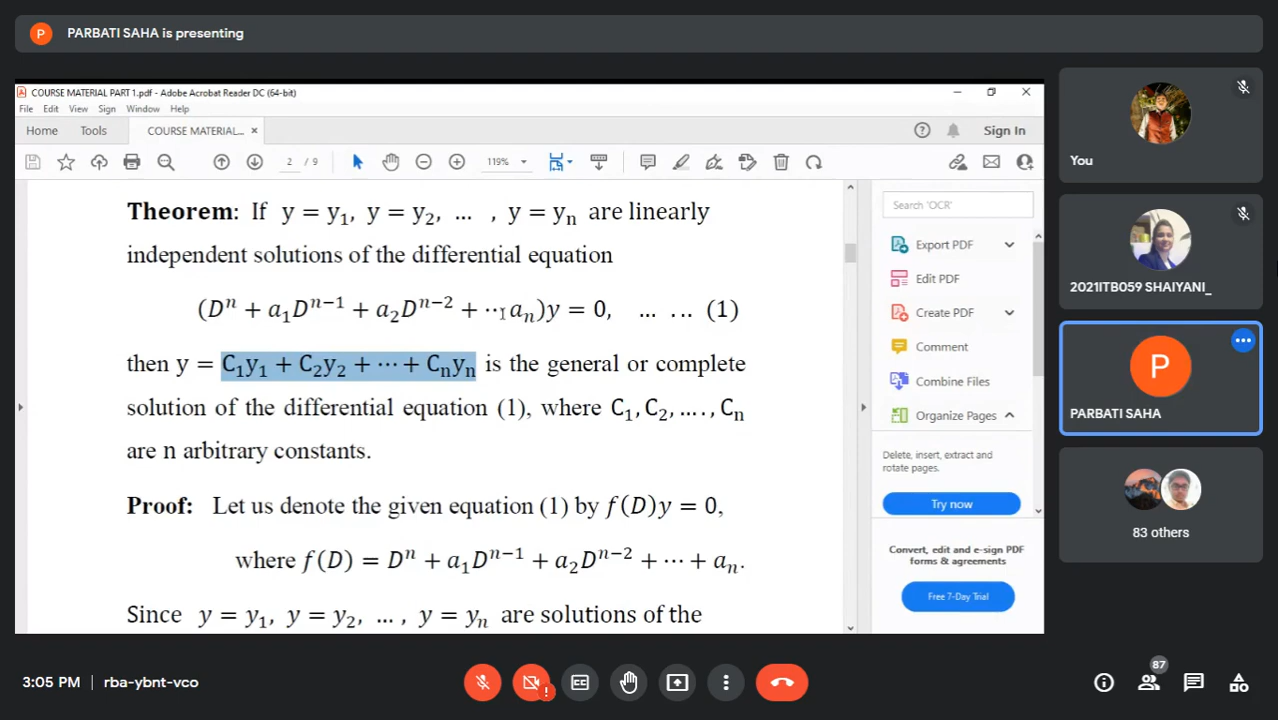 P PARBATI SAHA is presenting
COURSE MATERIAL PART 1.pdf - Adobe Acrobat Reader DC (64-bit)
File Edit View Sign Window Help
Home Tools COURSE MATERIAL... × Sign In
2 / 9 119%
Theorem: If y = y₁, y = y₂, ... , y = yₙ are linearly
independent solutions of the differential equation
(Dⁿ + a₁Dⁿ⁻¹ + a₂Dⁿ⁻² + ⋯ aₙ)y = 0, ... ... (1)
then y = C₁y₁ + C₂y₂ + ⋯ + Cₙyₙ is the general or complete
solution of the differential equation (1), where C₁, C₂, ...., Cₙ
are n arbitrary constants.
Proof: Let us denote the given equation (1) by f(D)y = 0,
where f(D) = Dⁿ + a₁Dⁿ⁻¹ + a₂Dⁿ⁻² + ⋯ + aₙ.
Since y = y₁, y = y₂, ... , y = yₙ are solutions of the
Search 'OCR'
Export PDF
Edit PDF
Create PDF
Comment
Combine Files
Organize Pages
Delete, insert, extract and
rotate pages.
Try now
Convert, edit and e-sign PDF
forms & agreements
Free 7-Day Trial
You
2021ITB059 SHAIYANI_
P
PARBATI SAHA
83 others
3:05 PM | rba-ybnt-vco
CC
87